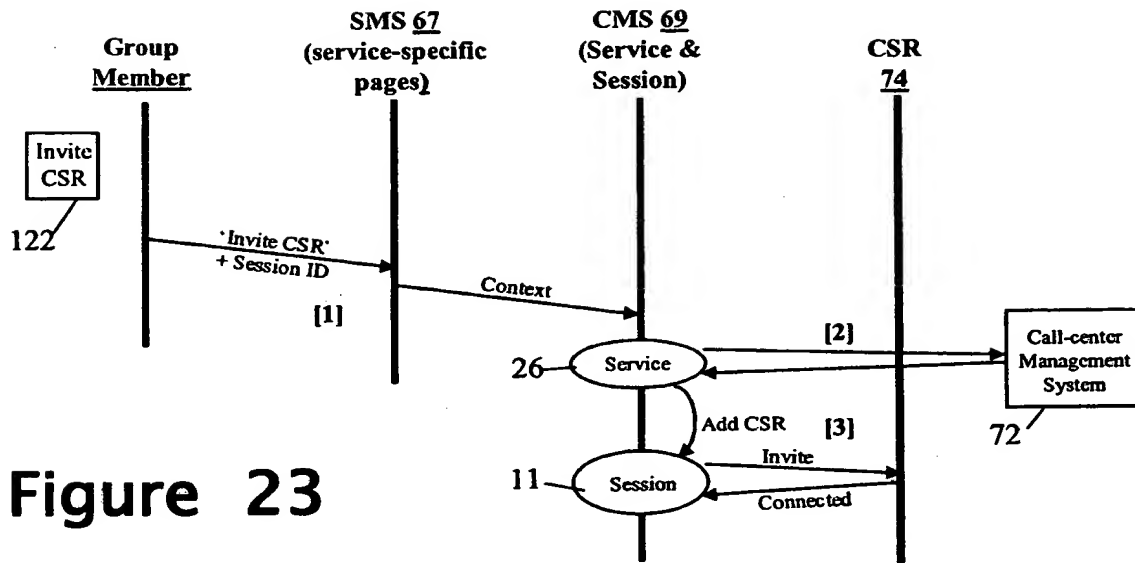 Group
Member
SMS 67
(service-specific
pages)
CMS 69
(Service &
Session)
CSR
74
Invite
CSR
122
'Invite CSR'
+ Session ID
[1]
Context
26
Service
[2]
Call-center
Management
System
72
Add CSR
[3]
11
Session
Invite
Connected
Figure 23